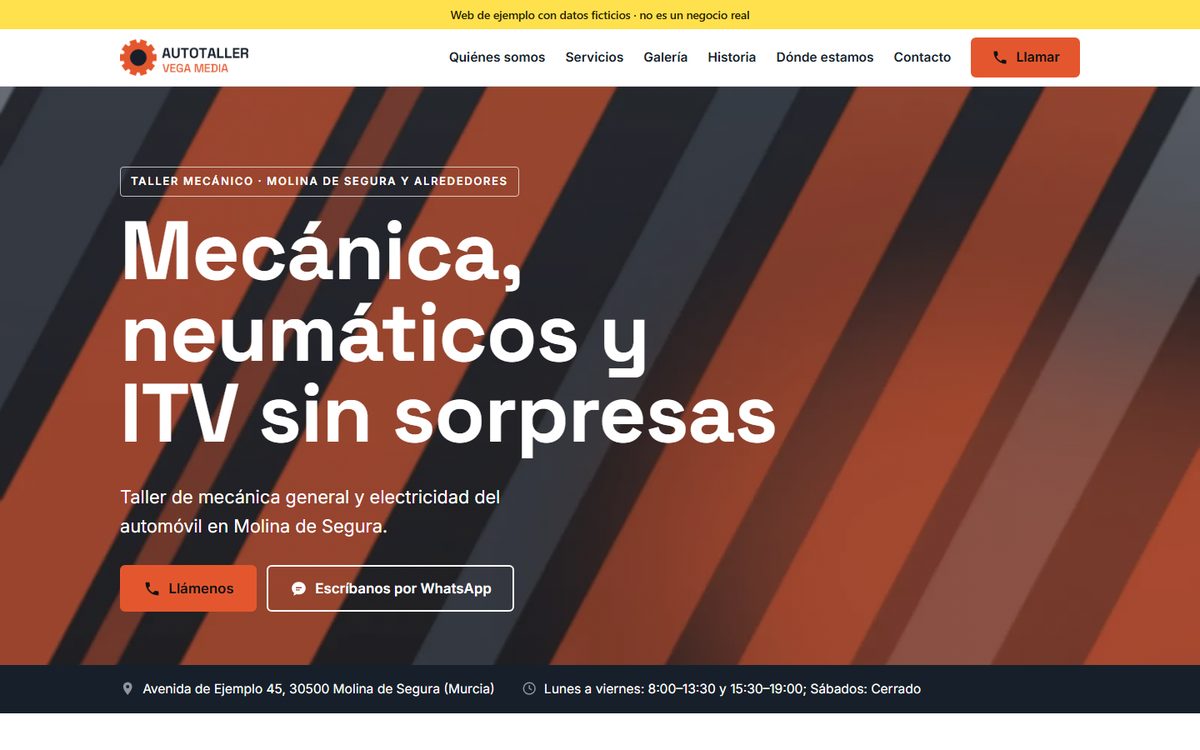 Web de ejemplo con datos ficticios · no es un negocio real
AUTOTALLER
VEGA MEDIA
Quiénes somos
Servicios
Galería
Historia
Dónde estamos
Contacto
Llamar
TALLER MECÁNICO · MOLINA DE SEGURA Y ALREDEDORES
Mecánica,
neumáticos y
ITV sin sorpresas
Taller de mecánica general y electricidad del
automóvil en Molina de Segura.
Llámenos
Escríbanos por WhatsApp
Avenida de Ejemplo 45, 30500 Molina de Segura (Murcia)
Lunes a viernes: 8:00–13:30 y 15:30–19:00; Sábados: Cerrado